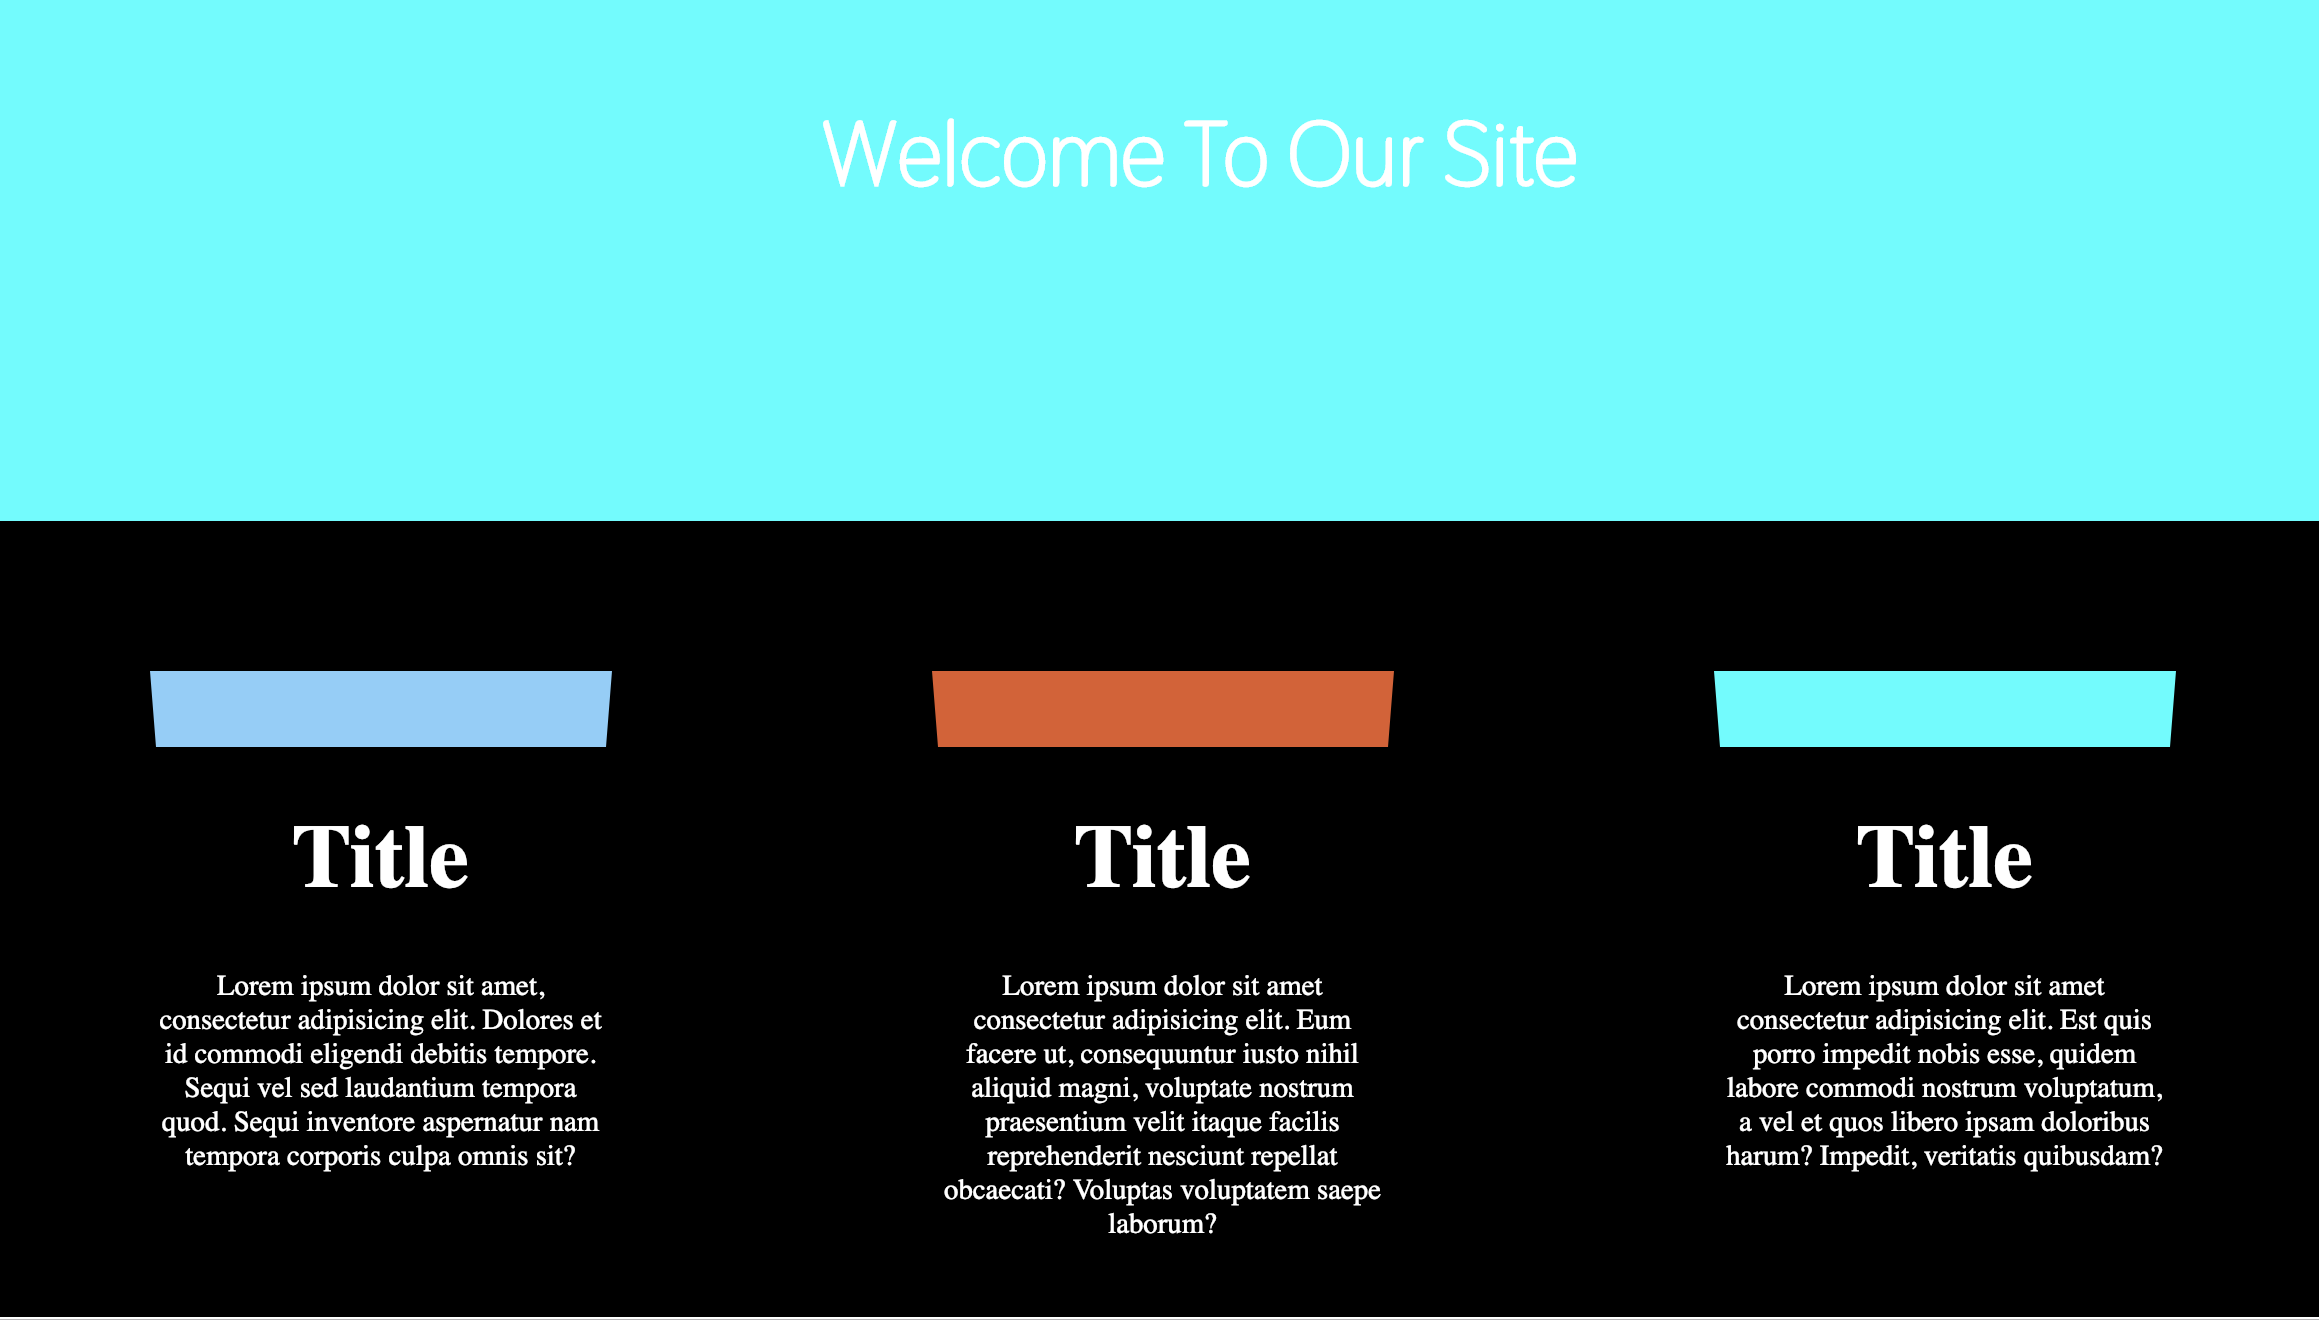 Welcome To Our Site
Title
Lorem ipsum dolor sit amet,
consectetur adipisicing elit. Dolores et
id commodi eligendi debitis tempore.
Sequi vel sed laudantium tempora
quod. Sequi inventore aspernatur nam
tempora corporis culpa omnis sit?
Title
Lorem ipsum dolor sit amet
consectetur adipisicing elit. Eum
facere ut, consequuntur iusto nihil
aliquid magni, voluptate nostrum
praesentium velit itaque facilis
reprehenderit nesciunt repellat
obcaecati? Voluptas voluptatem saepe
laborum?
Title
Lorem ipsum dolor sit amet
consectetur adipisicing elit. Est quis
porro impedit nobis esse, quidem
labore commodi nostrum voluptatum,
a vel et quos libero ipsam doloribus
harum? Impedit, veritatis quibusdam?